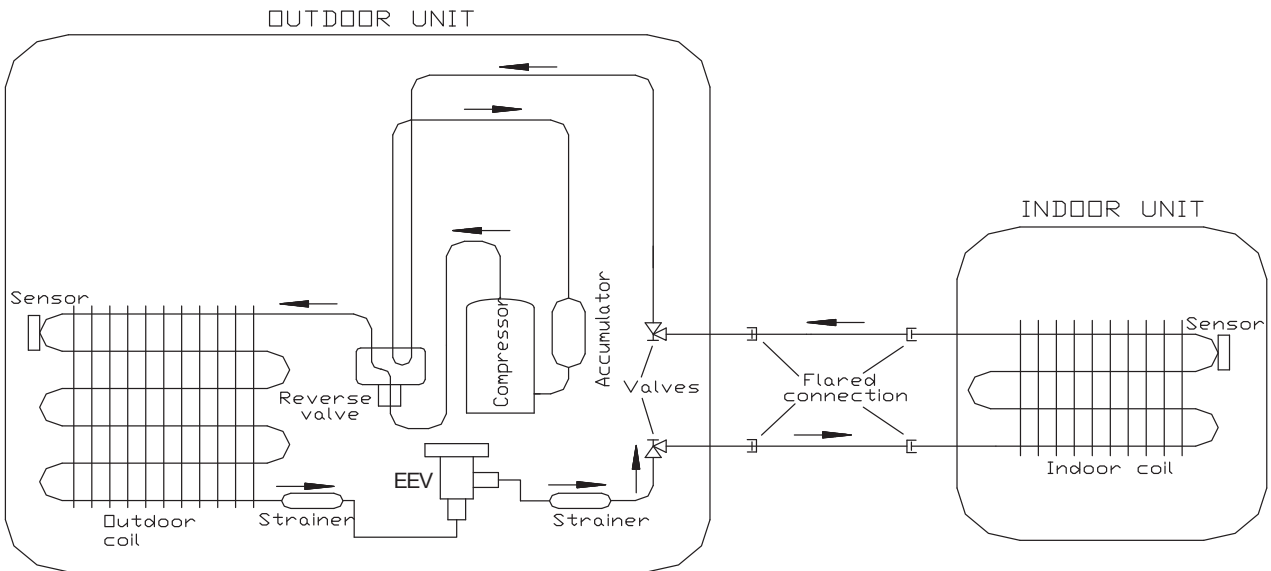 OUTDOOR UNIT
INDOOR UNIT
Sensor
Compressor
Accumulator
Sensor
Reverse
valve
Valves
Flared
connection
EEV
Indoor coil
Outdoor
coil
Strainer
Strainer